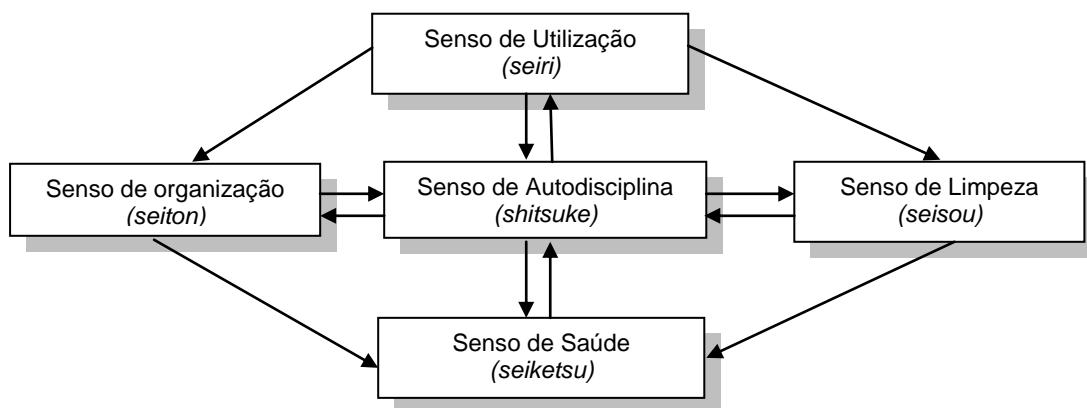 Senso de Utilização
(seiri)
Senso de organização
(seiton)
Senso de Autodisciplina
(shitsuke)
Senso de Limpeza
(seisou)
Senso de Saúde
(seiketsu)